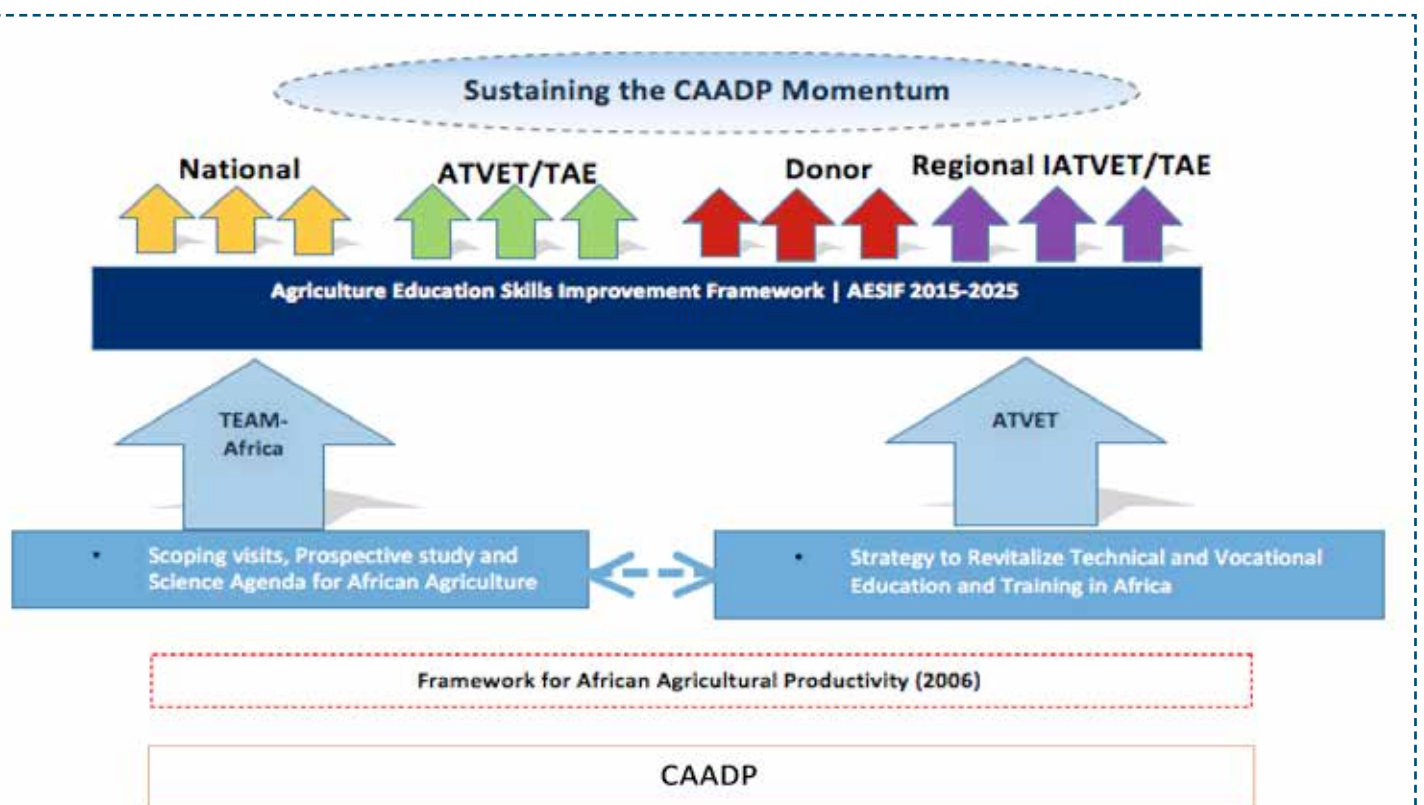 Sustaining the CAADP Momentum
National
ATVET/TAE
Donor
Regional IATVET/TAE
Agriculture Education Skills Improvement Framework | AESIF 2015-2025
TEAM-
Africa
ATVET
• Scoping visits, Prospective study and
Science Agenda for African Agriculture
• Strategy to Revitalize Technical and Vocational
Education and Training in Africa
Framework for African Agricultural Productivity (2006)
CAADP